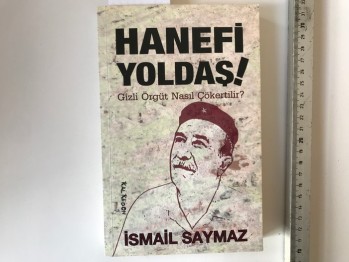 HANEFİ
YOLDAŞ!
Gizli Örgüt Nasıl Çökertilir?
İSMAİL SAYMAZ